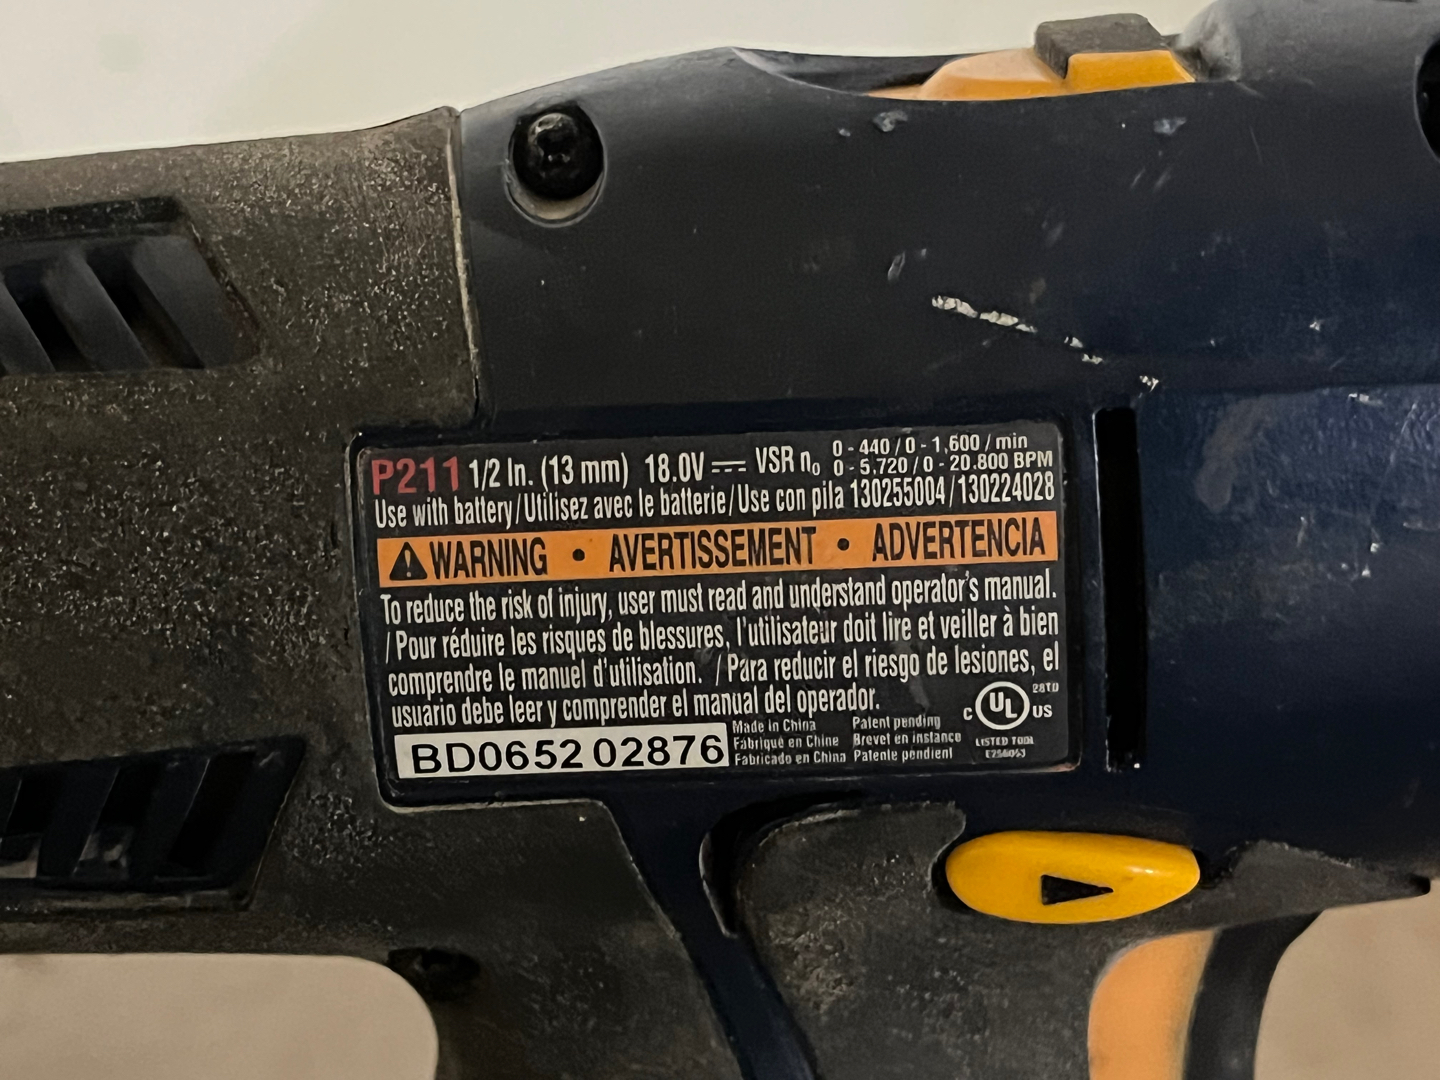 P211 1/2 In. (13 mm) 18.0V ⎓ VSR n₀ 0 - 440 / 0 - 1,600 / min
0 - 5.720 / 0 - 20.800 BPM
Use with battery/Utilisez avec le batterie/Use con pila 130255004/130224028
⚠WARNING • AVERTISSEMENT • ADVERTENCIA
To reduce the risk of injury, user must read and understand operator's manual.
/ Pour réduire les risques de blessures, l'utilisateur doit lire et veiller à bien
comprendre le manuel d'utilisation. / Para reducir el riesgo de lesiones, el
usuario debe leer y comprender el manual del operador.
BD0652 02876
Made in China
Fabriqué en Chine
Fabricado en China
Patent pending
Brevet en instance
Patente pendient
C UL US
28TD
LISTED TOOL
E256053